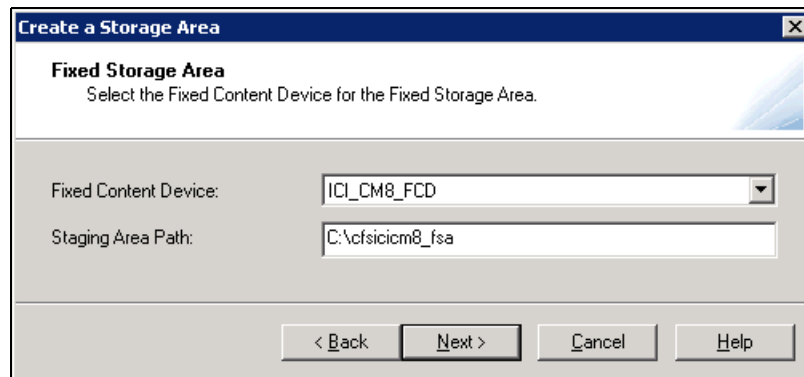 Create a Storage Area
Fixed Storage Area
Select the Fixed Content Device for the Fixed Storage Area.
Fixed Content Device: ICI_CM8_FCD
Staging Area Path: C:\cfsicicm8_fsa
< Back Next > Cancel Help